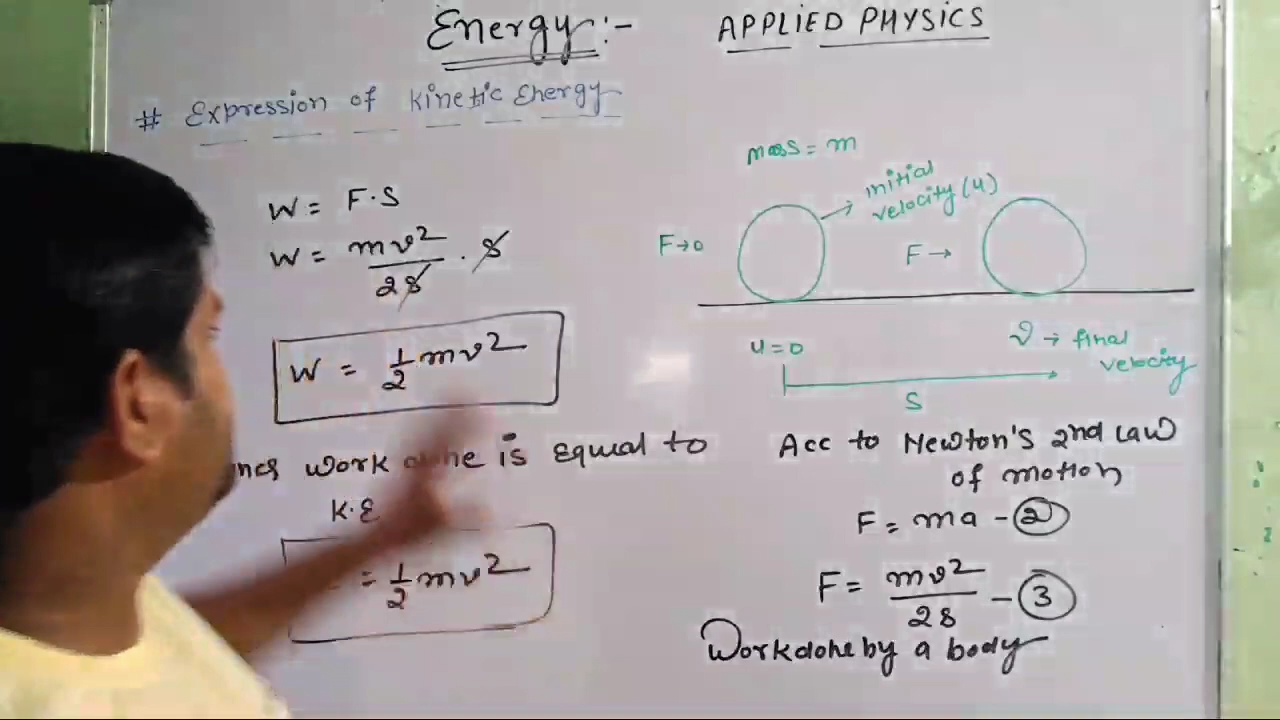 Energy:-
APPLIED PHYSICS
# Expression of Kinetic Energy
W = F·S
W = mv²/2s · s
W = 1/2 mv²
work done is equal to
K·E
= 1/2 mv²
mass = m
initial
velocity (u)
F→0
F→
u=0
v → final
velocity
S
Acc to Newton's 2nd law
of motion
F = ma - 2
F = mv²/2s - 3
Workdone by a body